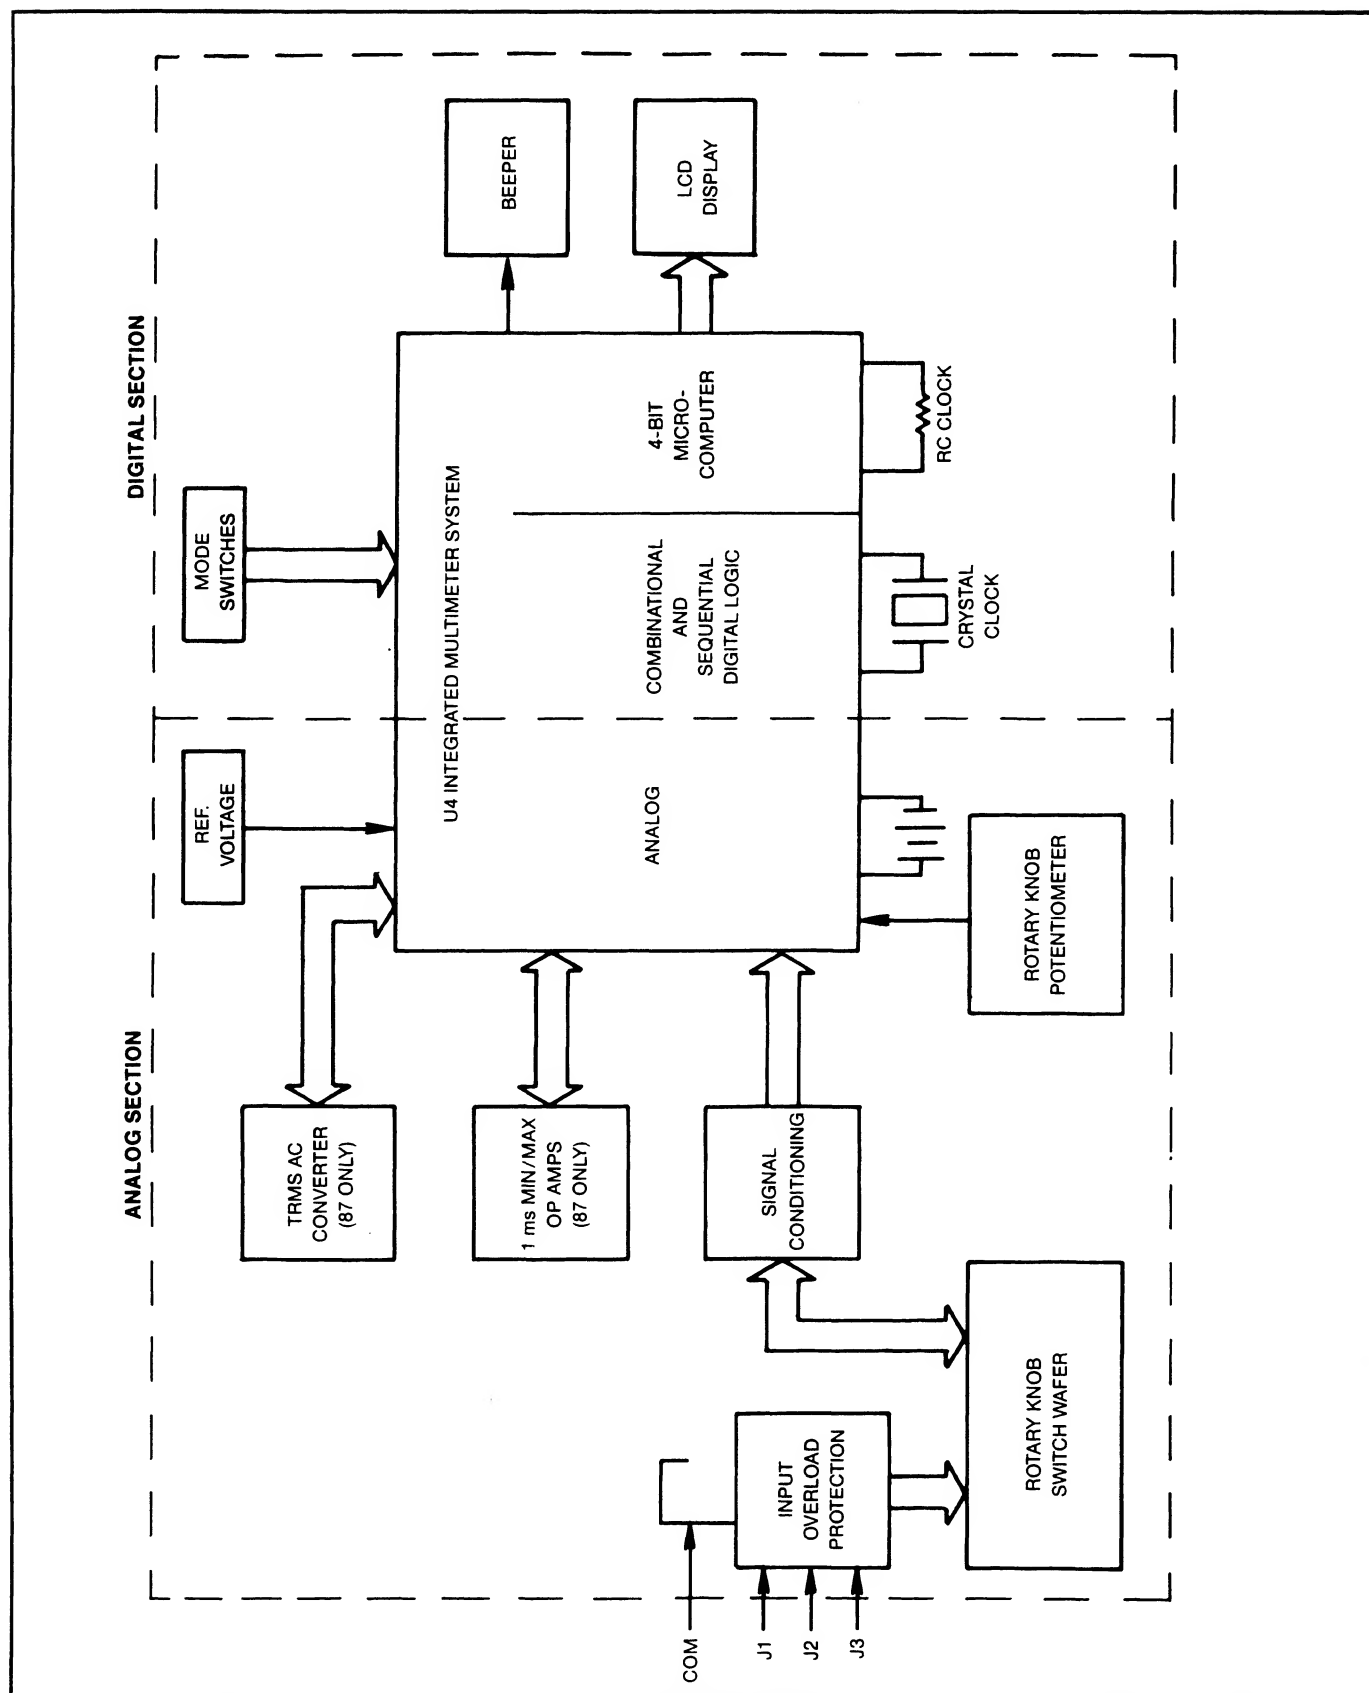 ANALOG SECTION
DIGITAL SECTION
TRMS AC
CONVERTER
(87 ONLY)
REF.
VOLTAGE
MODE
SWITCHES
1 ms MIN/MAX
OP AMPS
(87 ONLY)
U4 INTEGRATED MULTIMETER SYSTEM
ANALOG
COMBINATIONAL
AND
SEQUENTIAL
DIGITAL LOGIC
4-BIT
MICRO-
COMPUTER
BEEPER
LCD
DISPLAY
SIGNAL
CONDITIONING
COM
J1
J2
J3
INPUT
OVERLOAD
PROTECTION
CRYSTAL
CLOCK
RC CLOCK
ROTARY KNOB
SWITCH WAFER
ROTARY KNOB
POTENTIOMETER